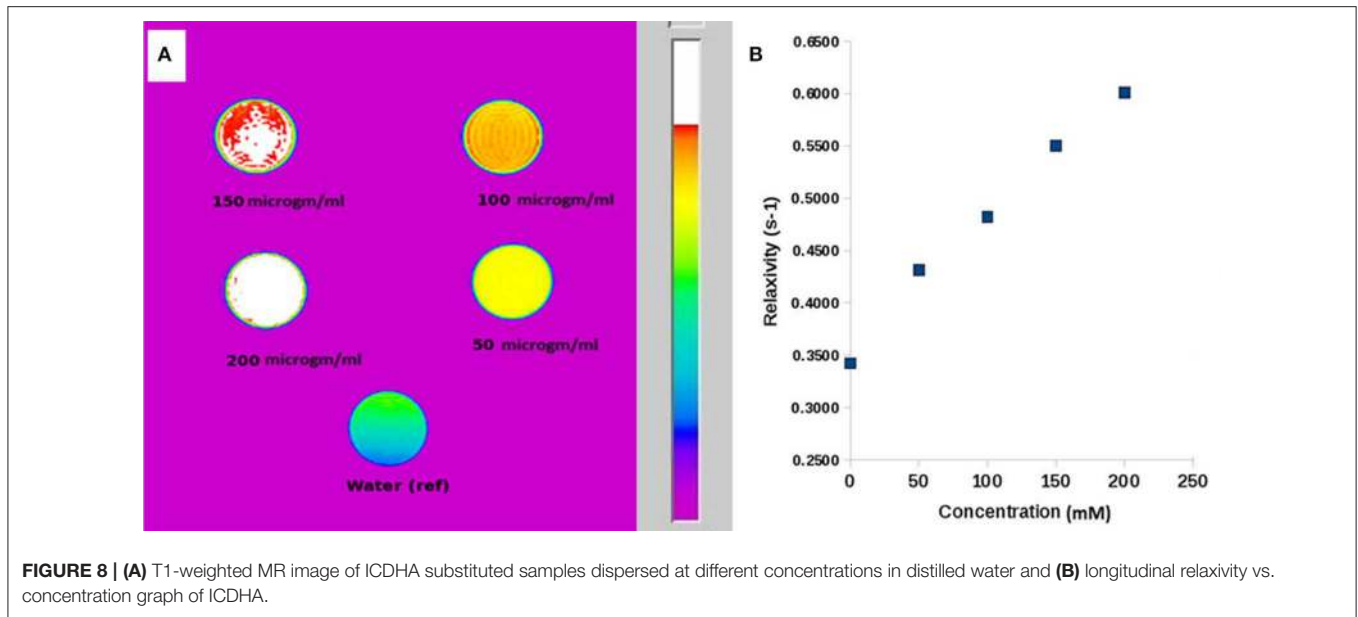 A
150 microgm/ml
100 microgm/ml
200 microgm/ml
50 microgm/ml
Water (ref)
B
Relaxivity (s-1)
0.6500
0.6000
0.5500
0.5000
0.4500
0.4000
0.3500
0.3000
0.2500
0 50 100 150 200 250
Concentration (mM)
FIGURE 8 | (A) T1-weighted MR image of ICDHA substituted samples dispersed at different concentrations in distilled water and (B) longitudinal relaxivity vs.
concentration graph of ICDHA.